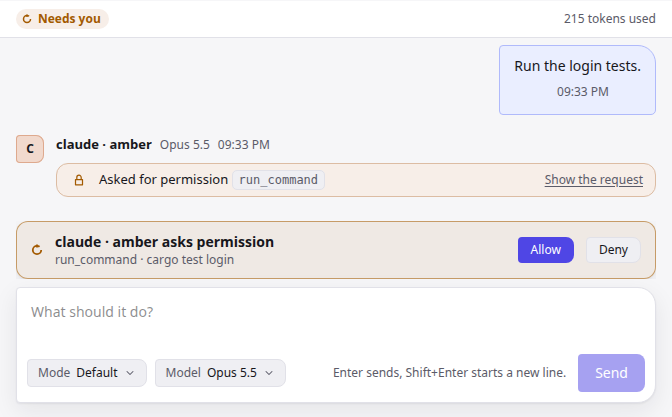 Needs you
215 tokens used
Run the login tests.
09:33 PM
C
claude · amber Opus 5.5 09:33 PM
Asked for permission run_command
Show the request
claude · amber asks permission
run_command · cargo test login
Allow
Deny
What should it do?
Mode Default
Model Opus 5.5
Enter sends, Shift+Enter starts a new line.
Send